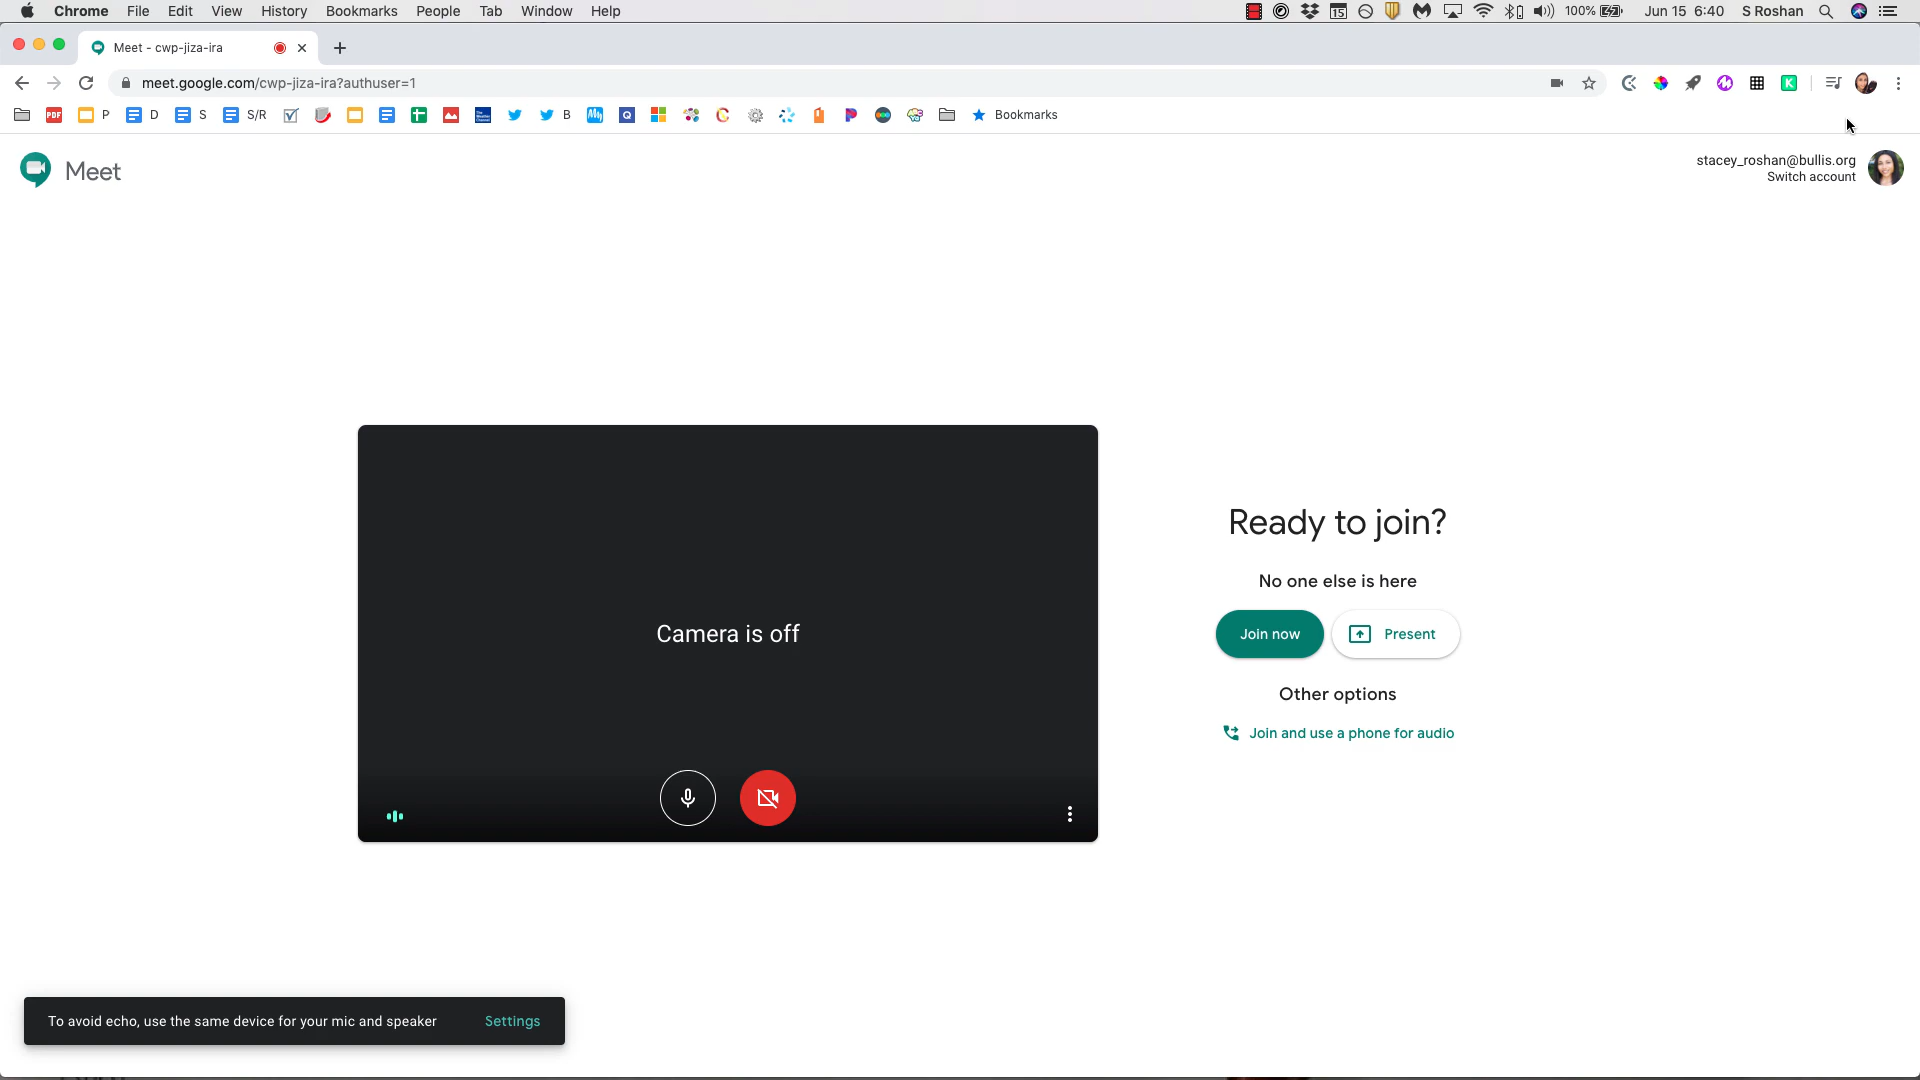 Chrome File Edit View History Bookmarks People Tab Window Help 15 100% Jun 15 6:40 S Roshan
Meet - cwp-jiza-ira
meet.google.com/cwp-jiza-ira?authuser=1
PDF P D S S/R B My Q Bookmarks
Meet
stacey_roshan@bullis.org
Switch account
Ready to join?
No one else is here
Camera is off
Join now Present
Other options
Join and use a phone for audio
To avoid echo, use the same device for your mic and speaker Settings